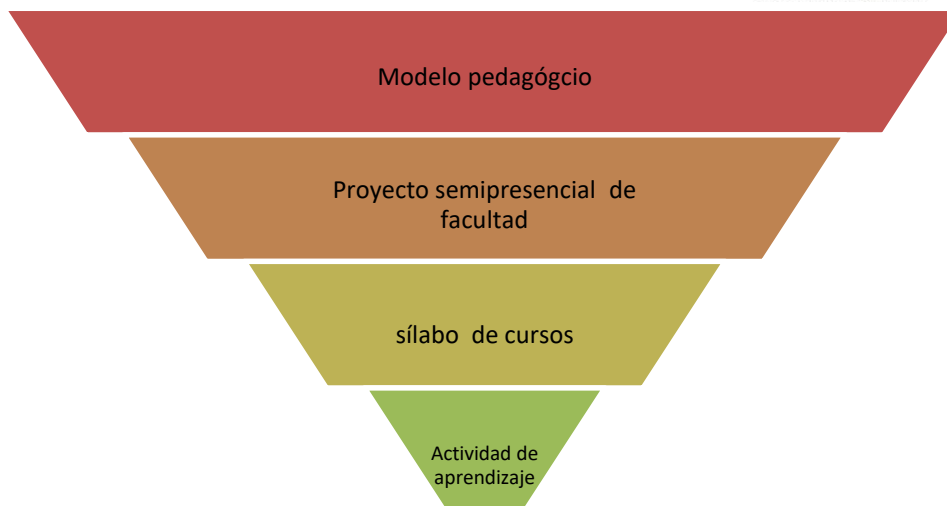 Modelo pedagógcio
Proyecto semipresencial de
facultad
sílabo de cursos
Actividad de
aprendizaje